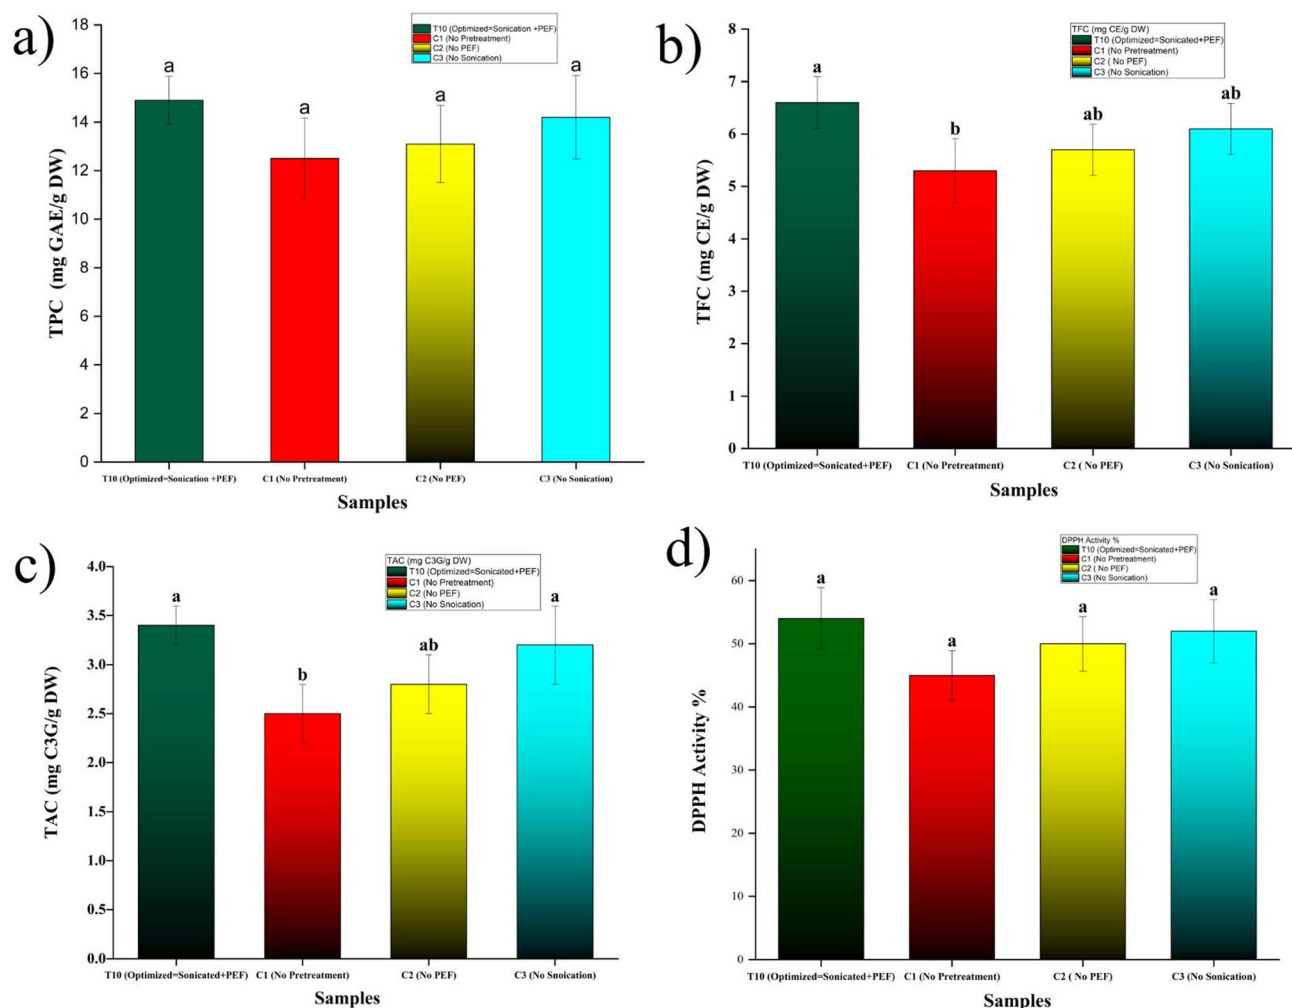 a)
TPC (mg GAE/g DW)
18
16
14
12
10
8
6
4
2
0
T10 (Optimized=Sonication +PEF)
C1 (No Pretreatment)
C2 (No PEF)
C3 (No Sonication)
a
a
a
a
T10 (Optimized=Sonication +PEF)
C1 (No Pretreatment)
C2 (No PEF)
C3 (No Sonication)
Samples
b)
TFC (mg CE/g DW)
8
7
6
5
4
3
2
1
0
TFC (mg CE/g DW)
T10 (Optimized=Sonicated+PEF)
C1 (No Pretreatment)
C2 ( No PEF)
C3 (No Sonication)
a
b
ab
ab
T10 (Optimized=Sonicated+PEF)
C1 (No Pretreatment)
C2 ( No PEF)
C3 (No Sonication)
Samples
c)
TAC (mg C3G/g DW)
4.0
3.5
3.0
2.5
2.0
1.5
1.0
0.5
0.0
TAC (mg C3G/g DW)
T10 (Optimized=Sonicated+PEF)
C1 (No Pretreatment)
C2 (No PEF)
C3 (No Snoication)
a
b
ab
a
T10 (Optimized=Sonicated+PEF)
C1 (No Pretreatment)
C2 (No PEF)
C3 (No Snoication)
Samples
d)
DPPH Activity %
60
50
40
30
20
10
0
DPPH Activity %
T10 (Optimized=Sonicated+PEF)
C1 (No Pretreatment)
C2 ( No PEF)
C3 (No Sonication)
a
a
a
a
T10 (Optimized=Sonicated+PEF)
C1 (No Pretreatment)
C2 ( No PEF)
C3 (No Sonication)
Samples